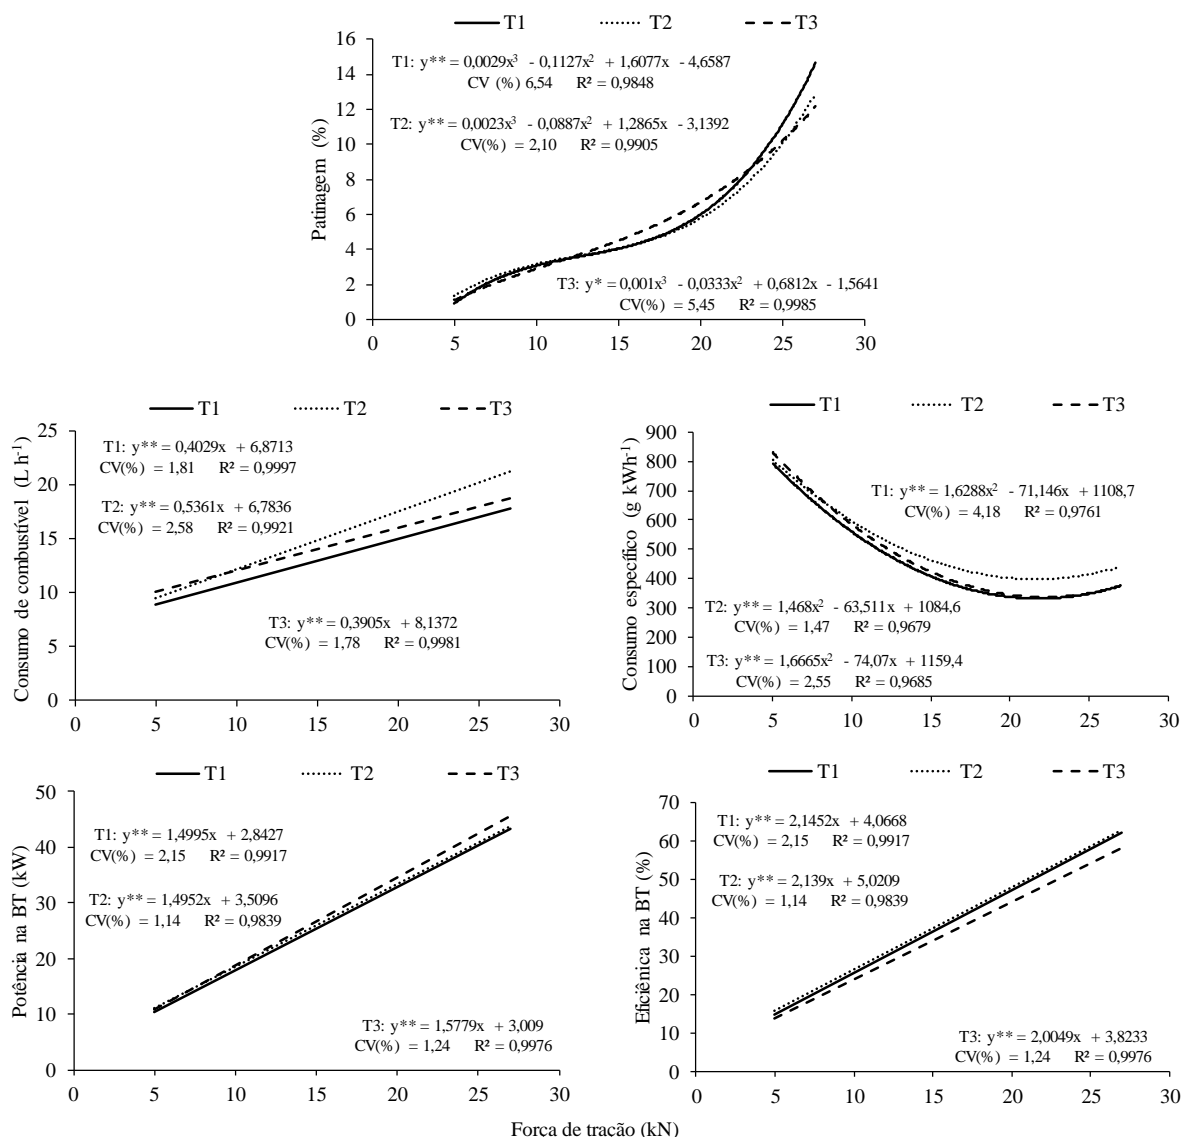 T1 T2 T3
16
14
12
10
8
6
4
2
0
Patinagem (%)
T1: y** = 0,0029x³ - 0,1127x² + 1,6077x - 4,6587
CV (%) 6,54 R² = 0,9848
T2: y** = 0,0023x³ - 0,0887x² + 1,2865x - 3,1392
CV(%) = 2,10 R² = 0,9905
T3: y* = 0,001x³ - 0,0333x² + 0,6812x - 1,5641
CV(%) = 5,45 R² = 0,9985
0 5 10 15 20 25 30
T1 T2 T3
25
20
15
10
5
0
Consumo de combustível (L h⁻¹)
T1: y** = 0,4029x + 6,8713
CV(%) = 1,81 R² = 0,9997
T2: y** = 0,5361x + 6,7836
CV(%) = 2,58 R² = 0,9921
T3: y** = 0,3905x + 8,1372
CV(%) = 1,78 R² = 0,9981
0 5 10 15 20 25 30
T1 T2 T3
900
800
700
600
500
400
300
200
100
0
Consumo específico (g kWh⁻¹)
T1: y** = 1,6288x² - 71,146x + 1108,7
CV(%) = 4,18 R² = 0,9761
T2: y** = 1,468x² - 63,511x + 1084,6
CV(%) = 1,47 R² = 0,9679
T3: y** = 1,6665x² - 74,07x + 1159,4
CV(%) = 2,55 R² = 0,9685
0 5 10 15 20 25 30
T1 T2 T3
50
40
30
20
10
0
Potência na BT (kW)
T1: y** = 1,4995x + 2,8427
CV(%) = 2,15 R² = 0,9917
T2: y** = 1,4952x + 3,5096
CV(%) = 1,14 R² = 0,9839
T3: y** = 1,5779x + 3,009
CV(%) = 1,24 R² = 0,9976
0 5 10 15 20 25 30
T1 T2 T3
70
60
50
40
30
20
10
0
Eficiênica na BT (%)
T1: y** = 2,1452x + 4,0668
CV(%) = 2,15 R² = 0,9917
T2: y** = 2,139x + 5,0209
CV(%) = 1,14 R² = 0,9839
T3: y** = 2,0049x + 3,8233
CV(%) = 1,24 R² = 0,9976
0 5 10 15 20 25 30
Força de tração (kN)